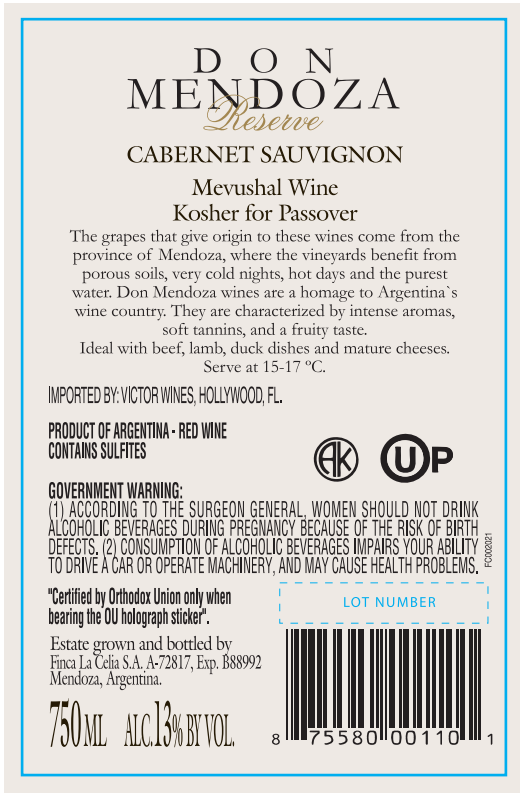 DON
MENDOZA
Reserve
CABERNET SAUVIGNON
Mevushal Wine
Kosher for Passover
The grapes that give origin to these wines come from the
province of Mendoza, where the vineyards benefit from
porous soils, very cold nights, hot days and the purest
water. Don Mendoza wines are a homage to Argentina`s
wine country. They are characterized by intense aromas,
soft tannins, and a fruity taste.
Ideal with beef, lamb, duck dishes and mature cheeses.
Serve at 15-17 ºC.
IMPORTED BY: VICTOR WINES, HOLLYWOOD, FL.
PRODUCT OF ARGENTINA - RED WINE
CONTAINS SULFITES
AK
UP
GOVERNMENT WARNING:
(1) ACCORDING TO THE SURGEON GENERAL, WOMEN SHOULD NOT DRINK
ALCOHOLIC BEVERAGES DURING PREGNANCY BECAUSE OF THE RISK OF BIRTH
DEFECTS. (2) CONSUMPTION OF ALCOHOLIC BEVERAGES IMPAIRS YOUR ABILITY
TO DRIVE A CAR OR OPERATE MACHINERY, AND MAY CAUSE HEALTH PROBLEMS.
FC002021
"Certified by Orthodox Union only when
bearing the OU holograph sticker".
LOT NUMBER
Estate grown and bottled by
Finca La Celia S.A. A-72817, Exp. B88992
Mendoza, Argentina.
750 ML ALC.13% BY VOL.
8 75580 00110 1